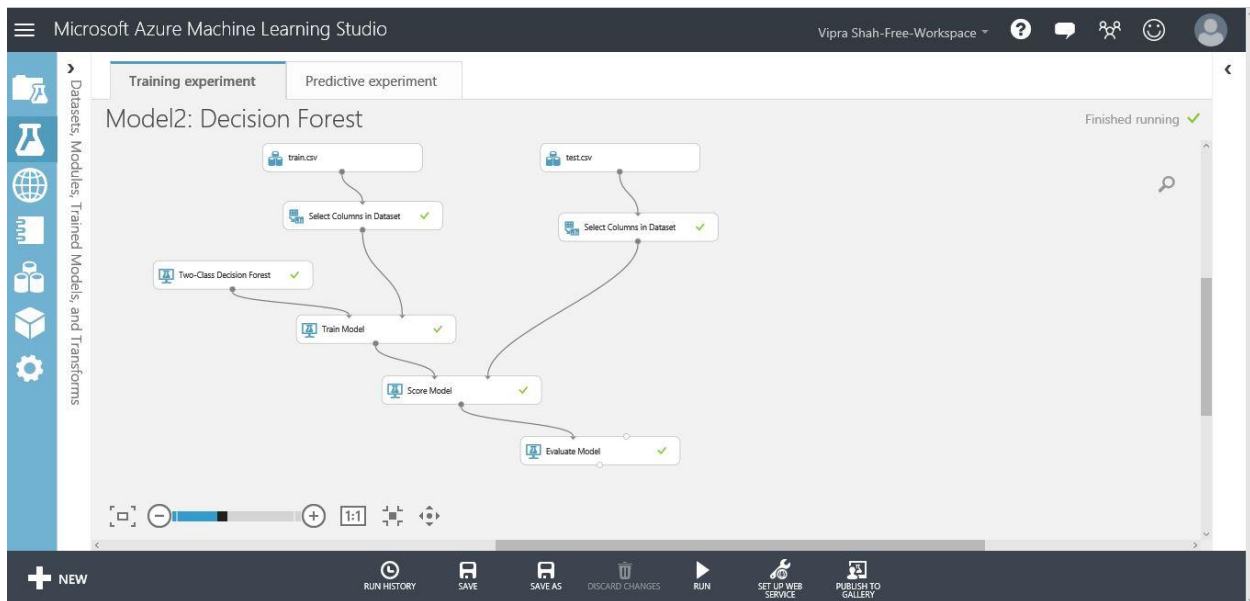 Microsoft Azure Machine Learning Studio
Vipra Shah-Free-Workspace
?
Training experiment
Predictive experiment
Datasets, Modules, Trained Models, and Transforms
Model2: Decision Forest
Finished running
train.csv
test.csv
Select Columns in Dataset
Select Columns in Dataset
Two-Class Decision Forest
Train Model
Score Model
Evaluate Model
1:1
NEW
RUN HISTORY
SAVE
SAVE AS
DISCARD CHANGES
RUN
SET UP WEB
SERVICE
PUBLISH TO
GALLERY